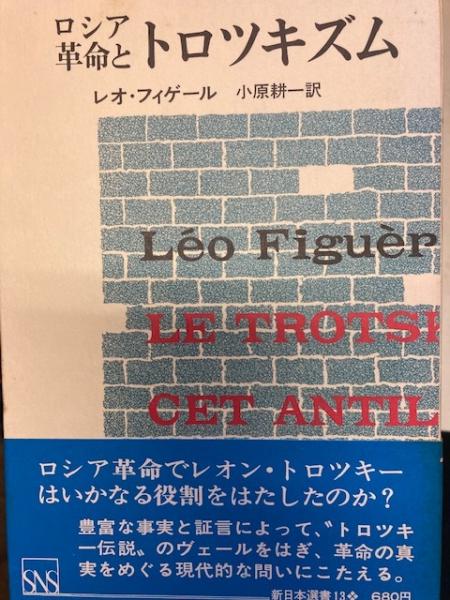 ロシア
革命と
トロツキズム
レオ・フィゲール 小原耕一訳
Léo Figuèr
LE TROTSK
CET ANTIL
ロシア革命でレオン・トロツキー
はいかなる役割をはたしたのか？
豊富な事実と証言によって、〝トロツキ
ー伝説〟のヴェールをはぎ、革命の真
実をめぐる現代的な問いにこたえる。
SNS
新日本選書13❖ 680円